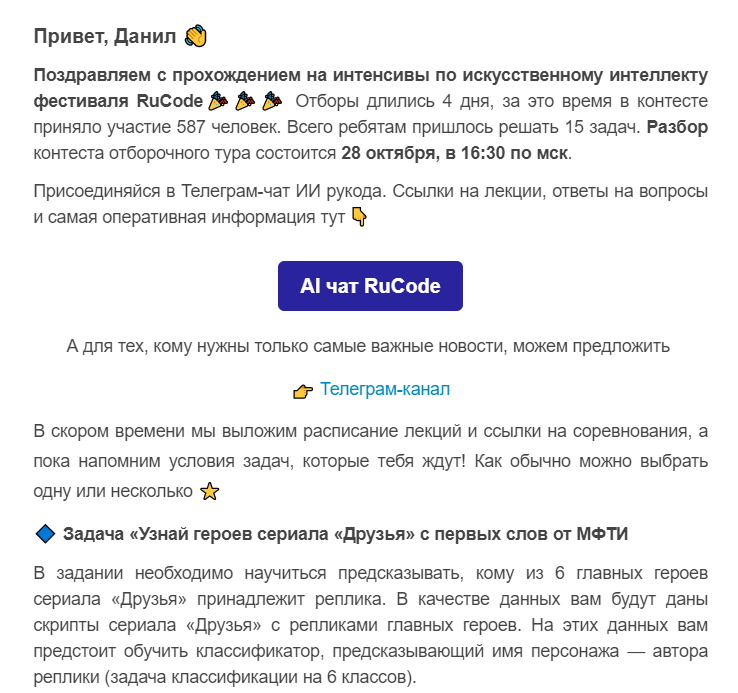 Привет, Данил 👋
Поздравляем с прохождением на интенсивы по искусственному интеллекту
фестиваля RuCode🎉 🎉 🎉 Отборы длились 4 дня, за это время в контесте
приняло участие 587 человек. Всего ребятам пришлось решать 15 задач. Разбор
контеста отборочного тура состоится 28 октября, в 16:30 по мск.
Присоединяйся в Телеграм-чат ИИ рукода. Ссылки на лекции, ответы на вопросы
и самая оперативная информация тут 👇
AI чат RuCode
А для тех, кому нужны только самые важные новости, можем предложить
👉 Телеграм-канал
В скором времени мы выложим расписание лекций и ссылки на соревнования, а
пока напомним условия задач, которые тебя ждут! Как обычно можно выбрать
одну или несколько ⭐
🔷 Задача «Узнай героев сериала «Друзья» с первых слов от МФТИ
В задании необходимо научиться предсказывать, кому из 6 главных героев
сериала «Друзья» принадлежит реплика. В качестве данных вам будут даны
скрипты сериала «Друзья» с репликами главных героев. На этих данных вам
предстоит обучить классификатор, предсказывающий имя персонажа — автора
реплики (задача классификации на 6 классов).